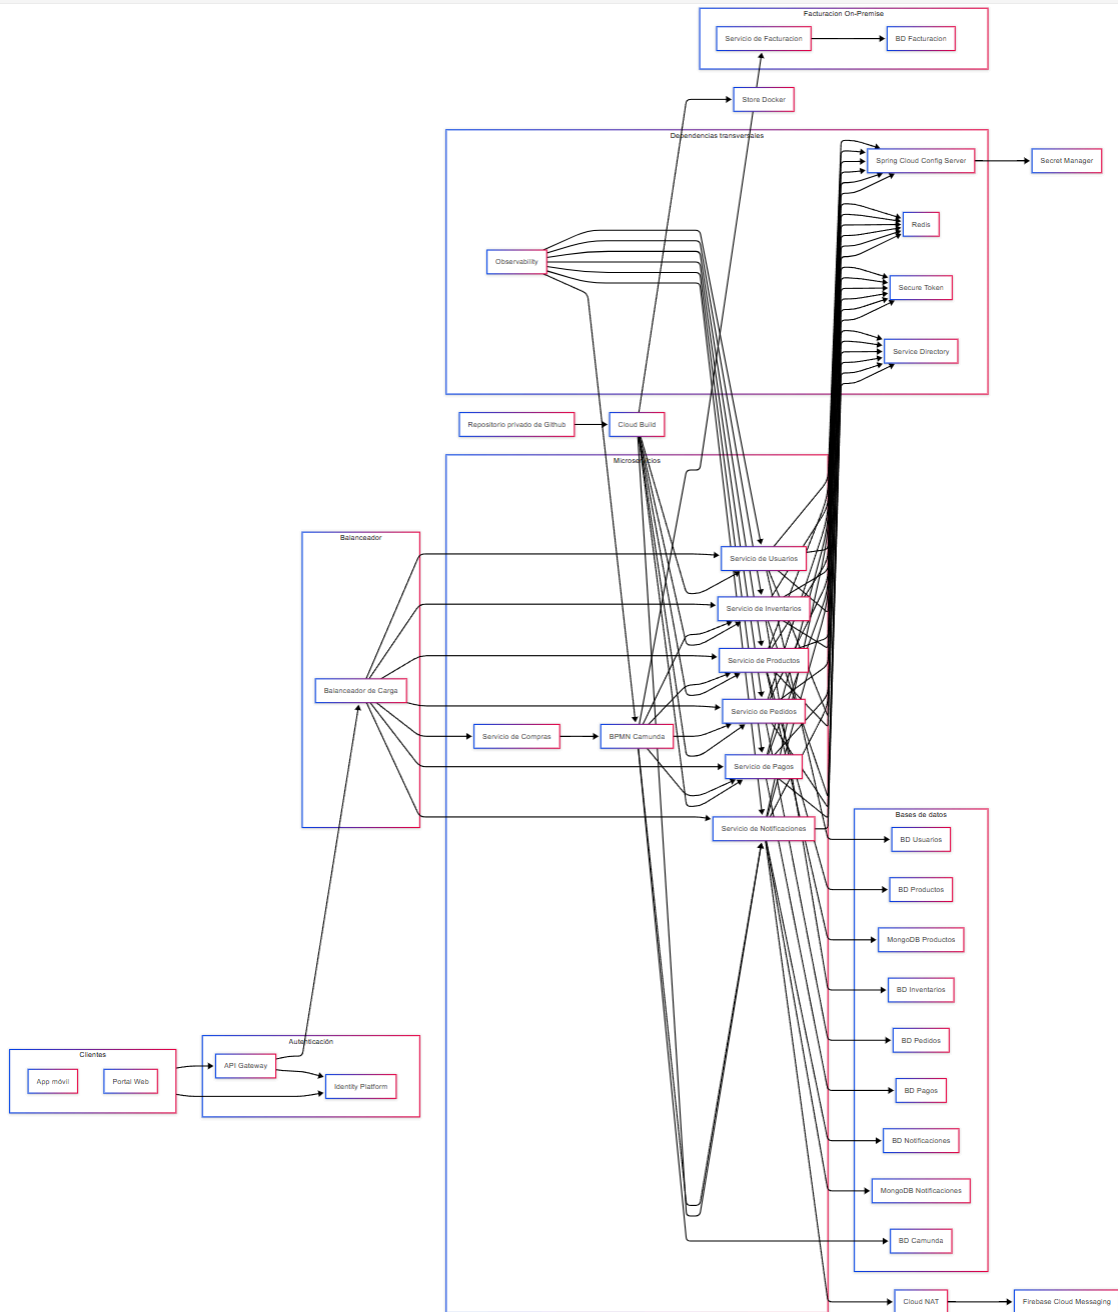 Facturacion On-Premise
Servicio de Facturacion
BD Facturacion
Store Docker
Dependencias transversales
Spring Cloud Config Server
Secret Manager
Redis
Observability
Secure Token
Service Directory
Repositorio privado de Github
Cloud Build
Microservicios
Balanceador
Servicio de Usuarios
Servicio de Inventarios
Servicio de Productos
Balanceador de Carga
Servicio de Pedidos
Servicio de Compras
BPMN Camunda
Servicio de Pagos
Servicio de Notificaciones
Bases de datos
BD Usuarios
BD Productos
MongoDB Productos
BD Inventarios
BD Pedidos
Autenticación
Clientes
API Gateway
App móvil
Portal Web
Identity Platform
BD Pagos
BD Notificaciones
MongoDB Notificaciones
BD Camunda
Cloud NAT
Firebase Cloud Messaging